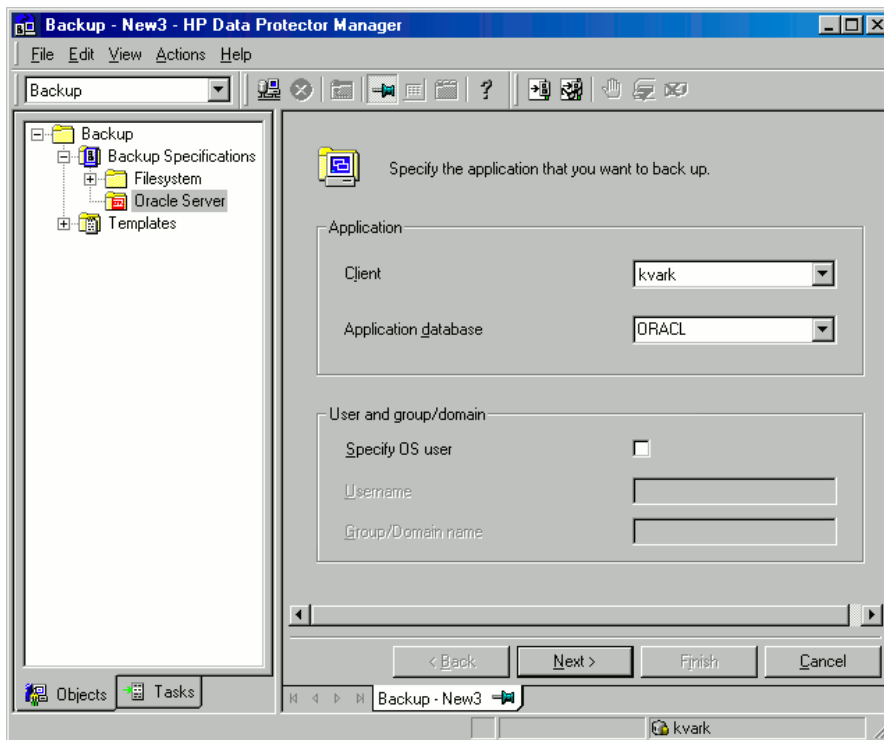 Backup - New3 - HP Data Protector Manager
File Edit View Actions Help
Backup
Backup
Backup Specifications
Filesystem
Oracle Server
Templates
Specify the application that you want to back up.
Application
Client
kvark
Application database
ORACL
User and group/domain
Specify OS user
Username
Group/Domain name
< Back
Next >
Finish
Cancel
Objects
Tasks
Backup - New3
kvark